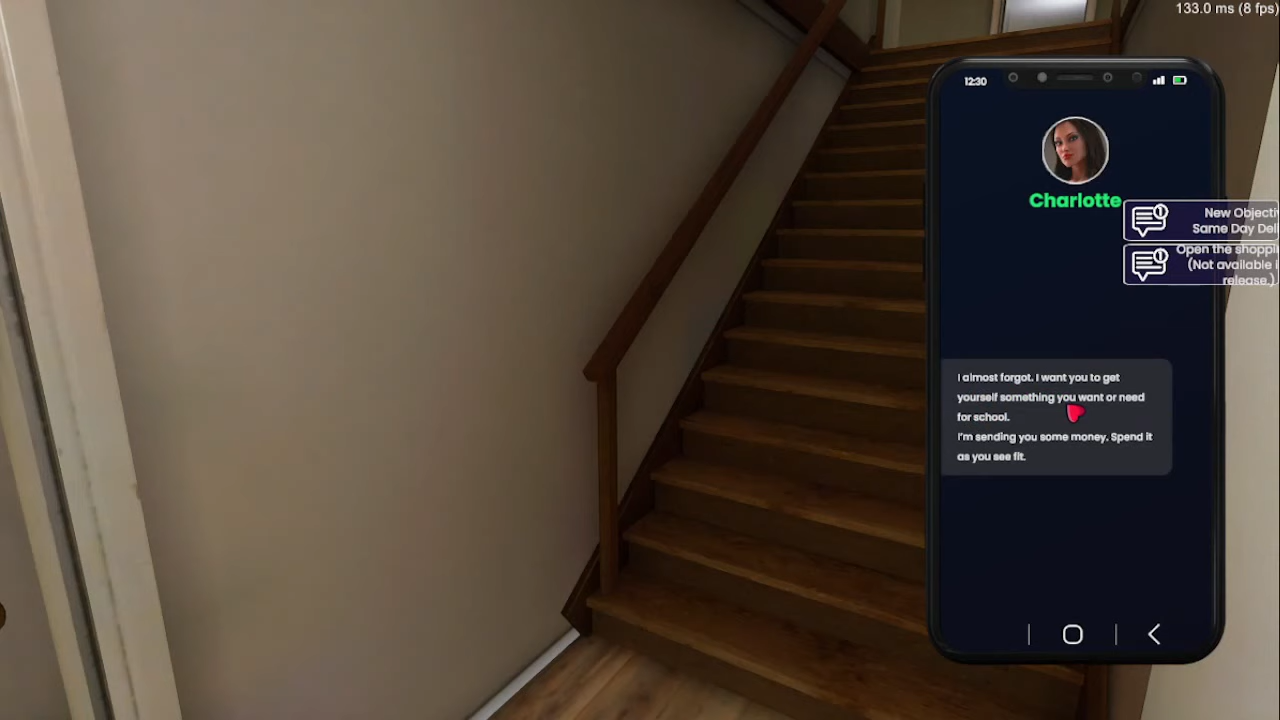 133.0 ms (8 fps)
12:30
Charlotte
New Objecti
Same Day Del
Open the shoppi
(Not available i
release.)
I almost forgot. I want you to get
yourself something you want or need
for school.
I'm sending you some money. Spend it
as you see fit.